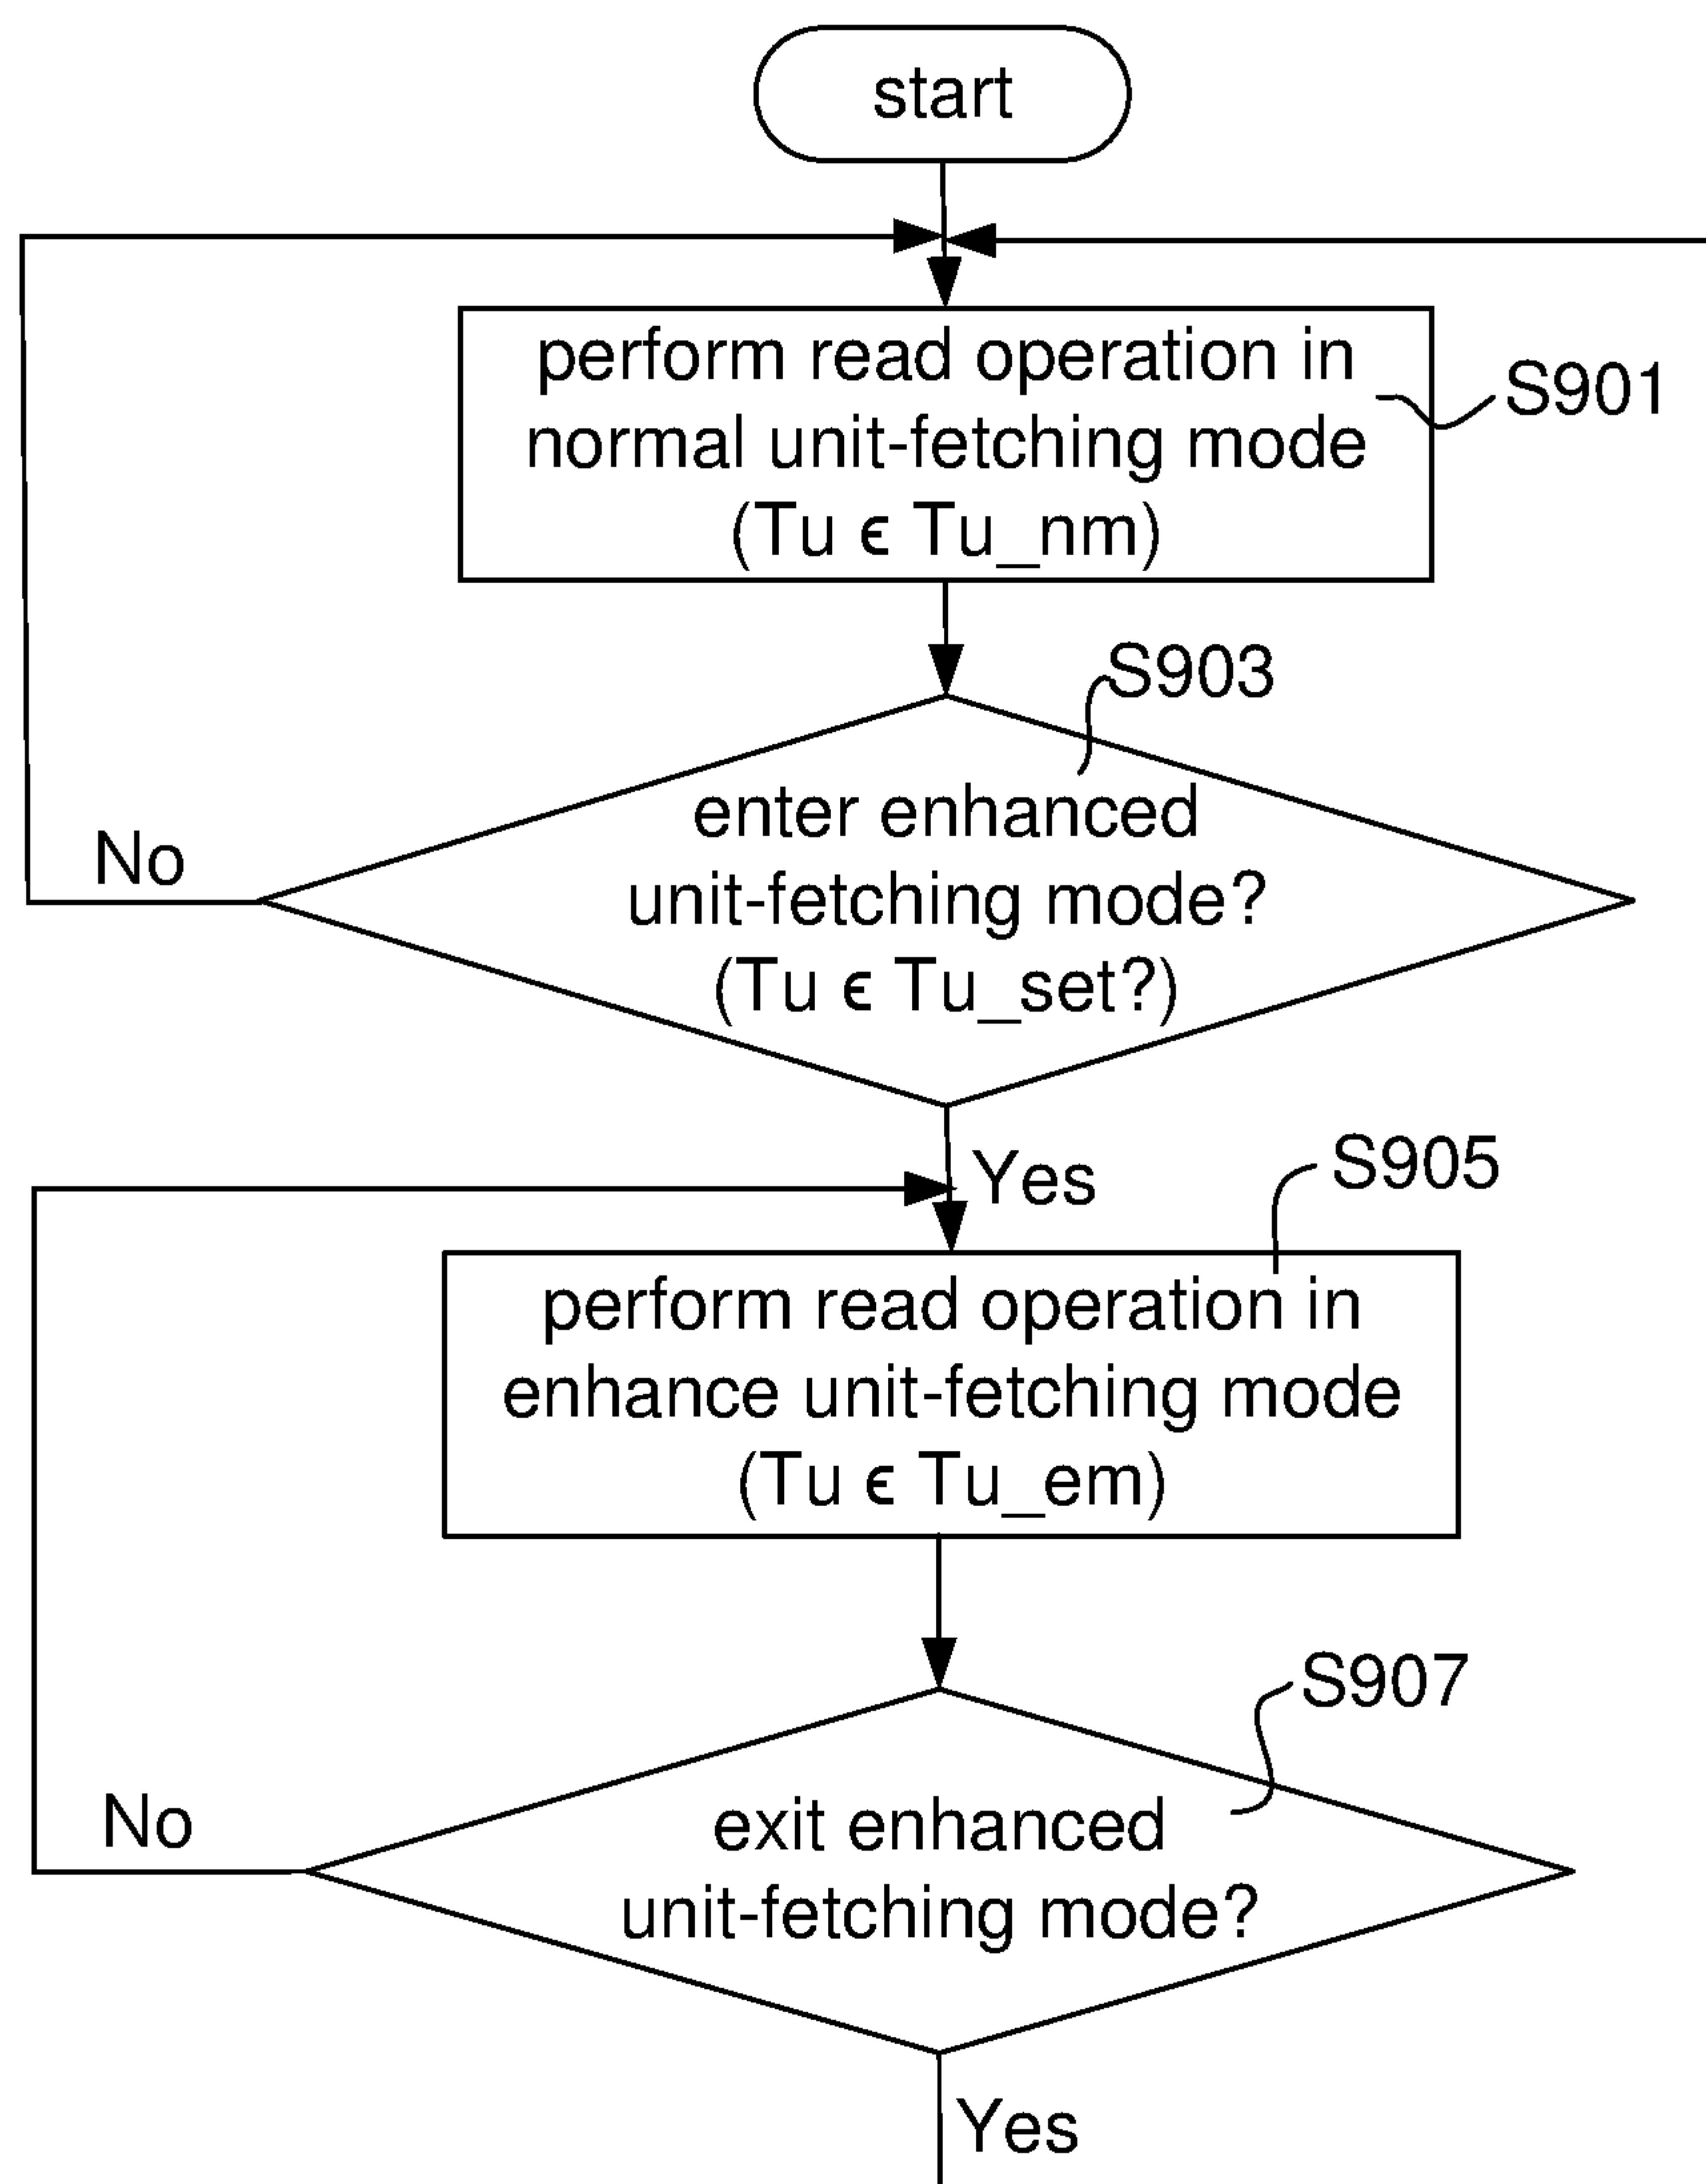 start
perform read operation in
normal unit-fetching mode
(Tu ϵ Tu_nm)
S901
S903
enter enhanced
unit-fetching mode?
(Tu ϵ Tu_set?)
No
Yes
S905
perform read operation in
enhance unit-fetching mode
(Tu ϵ Tu_em)
S907
exit enhanced
unit-fetching mode?
No
Yes